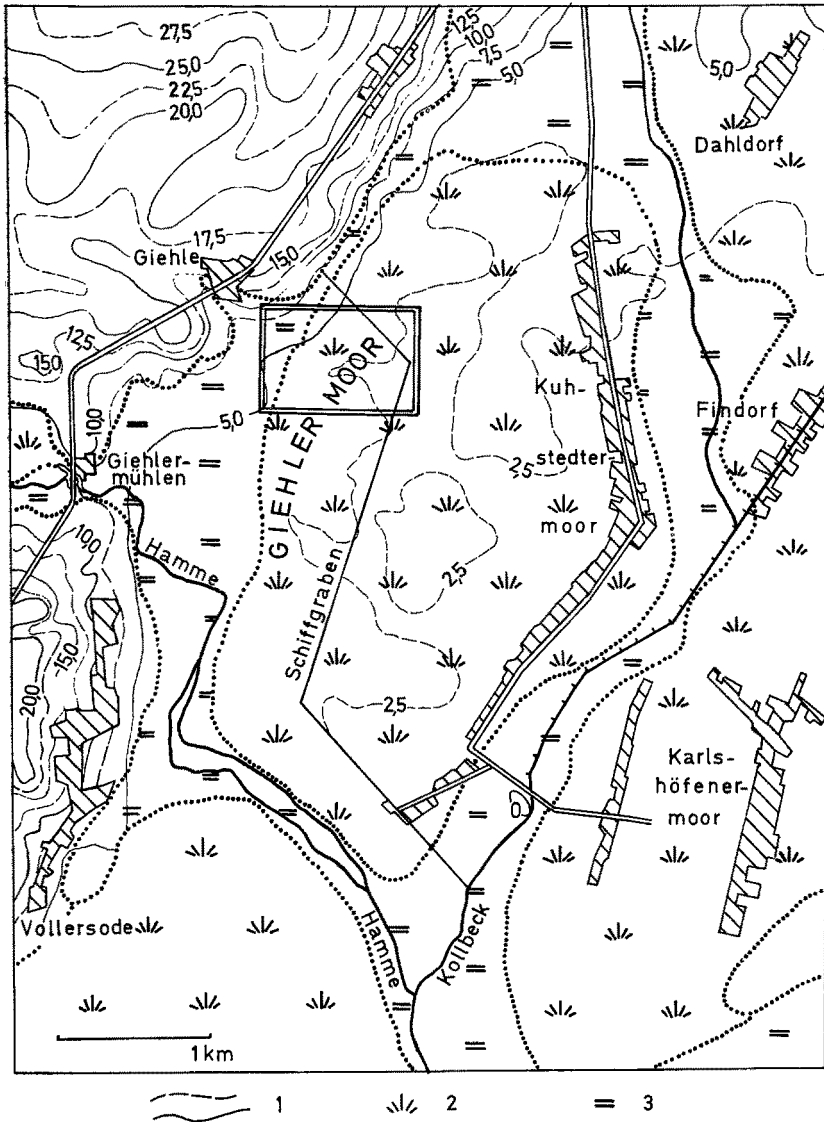 27,5
25,0
22,5
20,0
12,5
10,0
7,5
5,0
5,0
Dahldorf
17,5
Giehle
15,0
12,5
15,0
10,0
5,0
GIEHLER MOOR
Kuh-
stedter-
moor
2,5
Findorf
Giehler-
mühlen
10,0
Hamme
Schiffgraben
2,5
15,0
20,0
2,5
Karls-
höfener-
moor
Vollersode
Hamme
Kollbeck
1 km
1
2
3